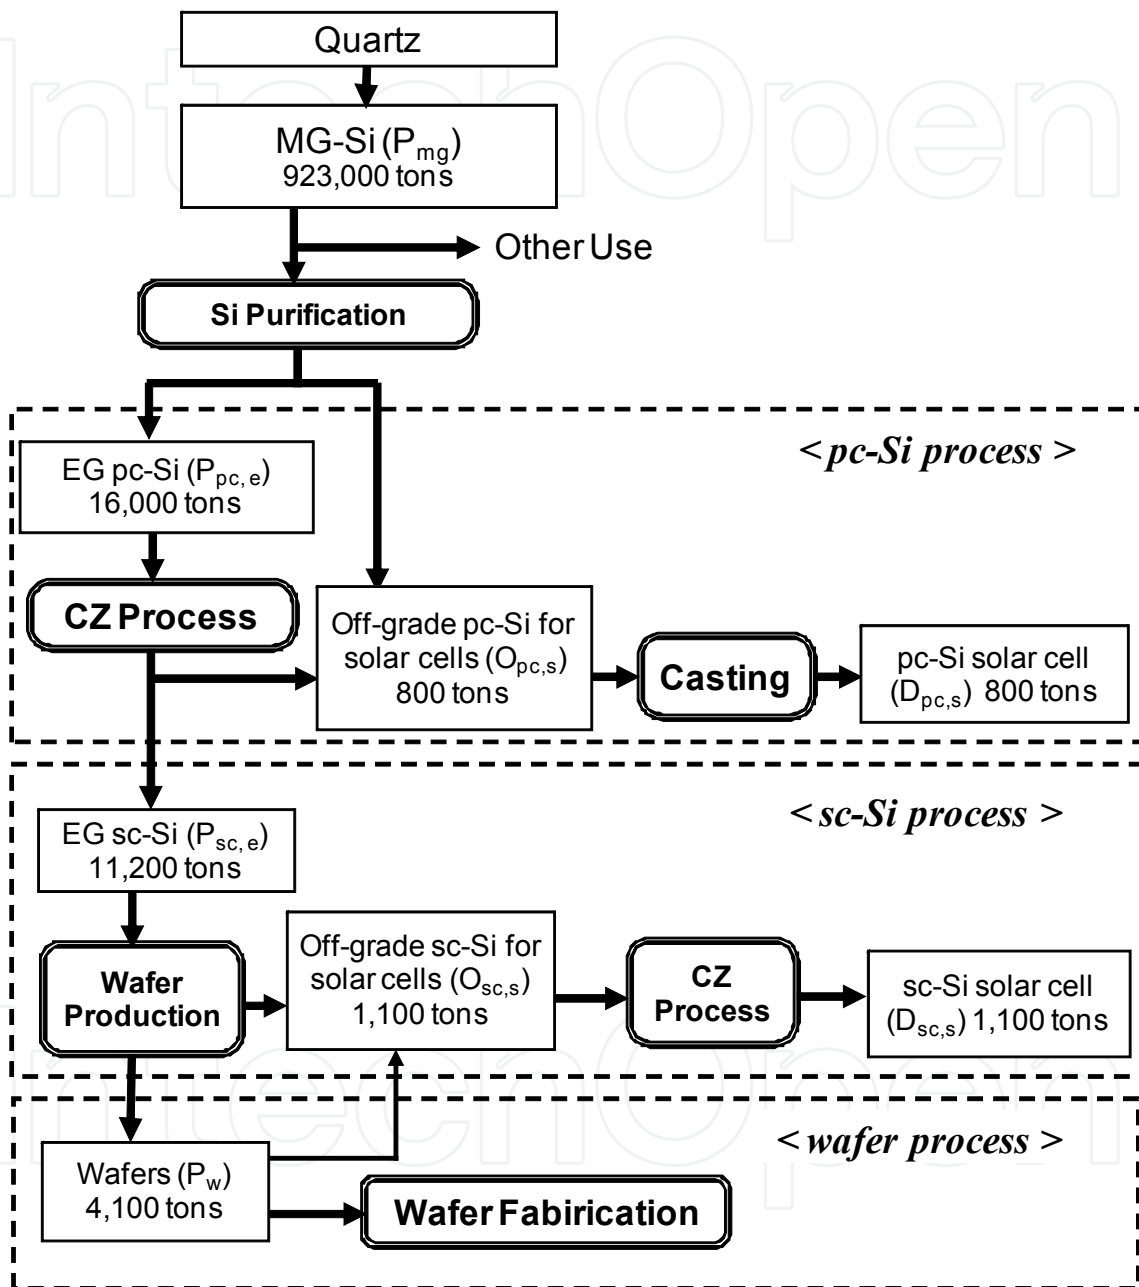 Quartz
MG-Si (Pmg)
923,000 tons
Other Use
Si Purification
< pc-Si process >
EG pc-Si (Ppc, e)
16,000 tons
CZ Process
Off-grade pc-Si for
solar cells (Opc,s)
800 tons
Casting
pc-Si solar cell
(Dpc,s) 800 tons
< sc-Si process >
EG sc-Si (Psc, e)
11,200 tons
Wafer
Production
Off-grade sc-Si for
solar cells (Osc,s)
1,100 tons
CZ
Process
sc-Si solar cell
(Dsc,s) 1,100 tons
< wafer process >
Wafers (Pw)
4,100 tons
Wafer Fabirication
IntechOpen
IntechOpen